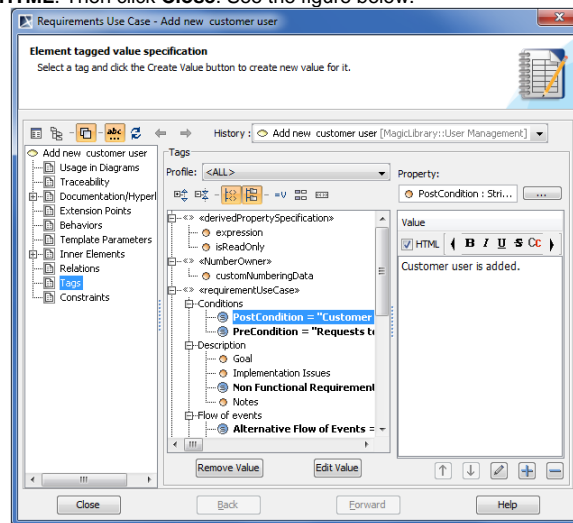 HTML. Then click Close. See the figure below.
Requirements Use Case - Add new customer user
Element tagged value specification
Select a tag and click the Create Value button to create new value for it.
History : Add new customer user [MagicLibrary::User Management]
Add new customer user
Usage in Diagrams
Traceability
Documentation/Hyperl
Extension Points
Behaviors
Template Parameters
Inner Elements
Relations
Tags
Constraints
Tags
Profile: <ALL>
«derivedPropertySpecification»
expression
isReadOnly
«NumberOwner»
customNumberingData
«requirementUseCase»
Conditions
PostCondition = "Customer
PreCondition = "Requests to
Description
Goal
Implementation Issues
Non Functional Requirement
Notes
Flow of events
Alternative Flow of Events =
Remove Value
Edit Value
Property:
PostCondition : Stri...
...
Value
HTML B I U S Cc
Customer user is added.
Close
Back
Forward
Help